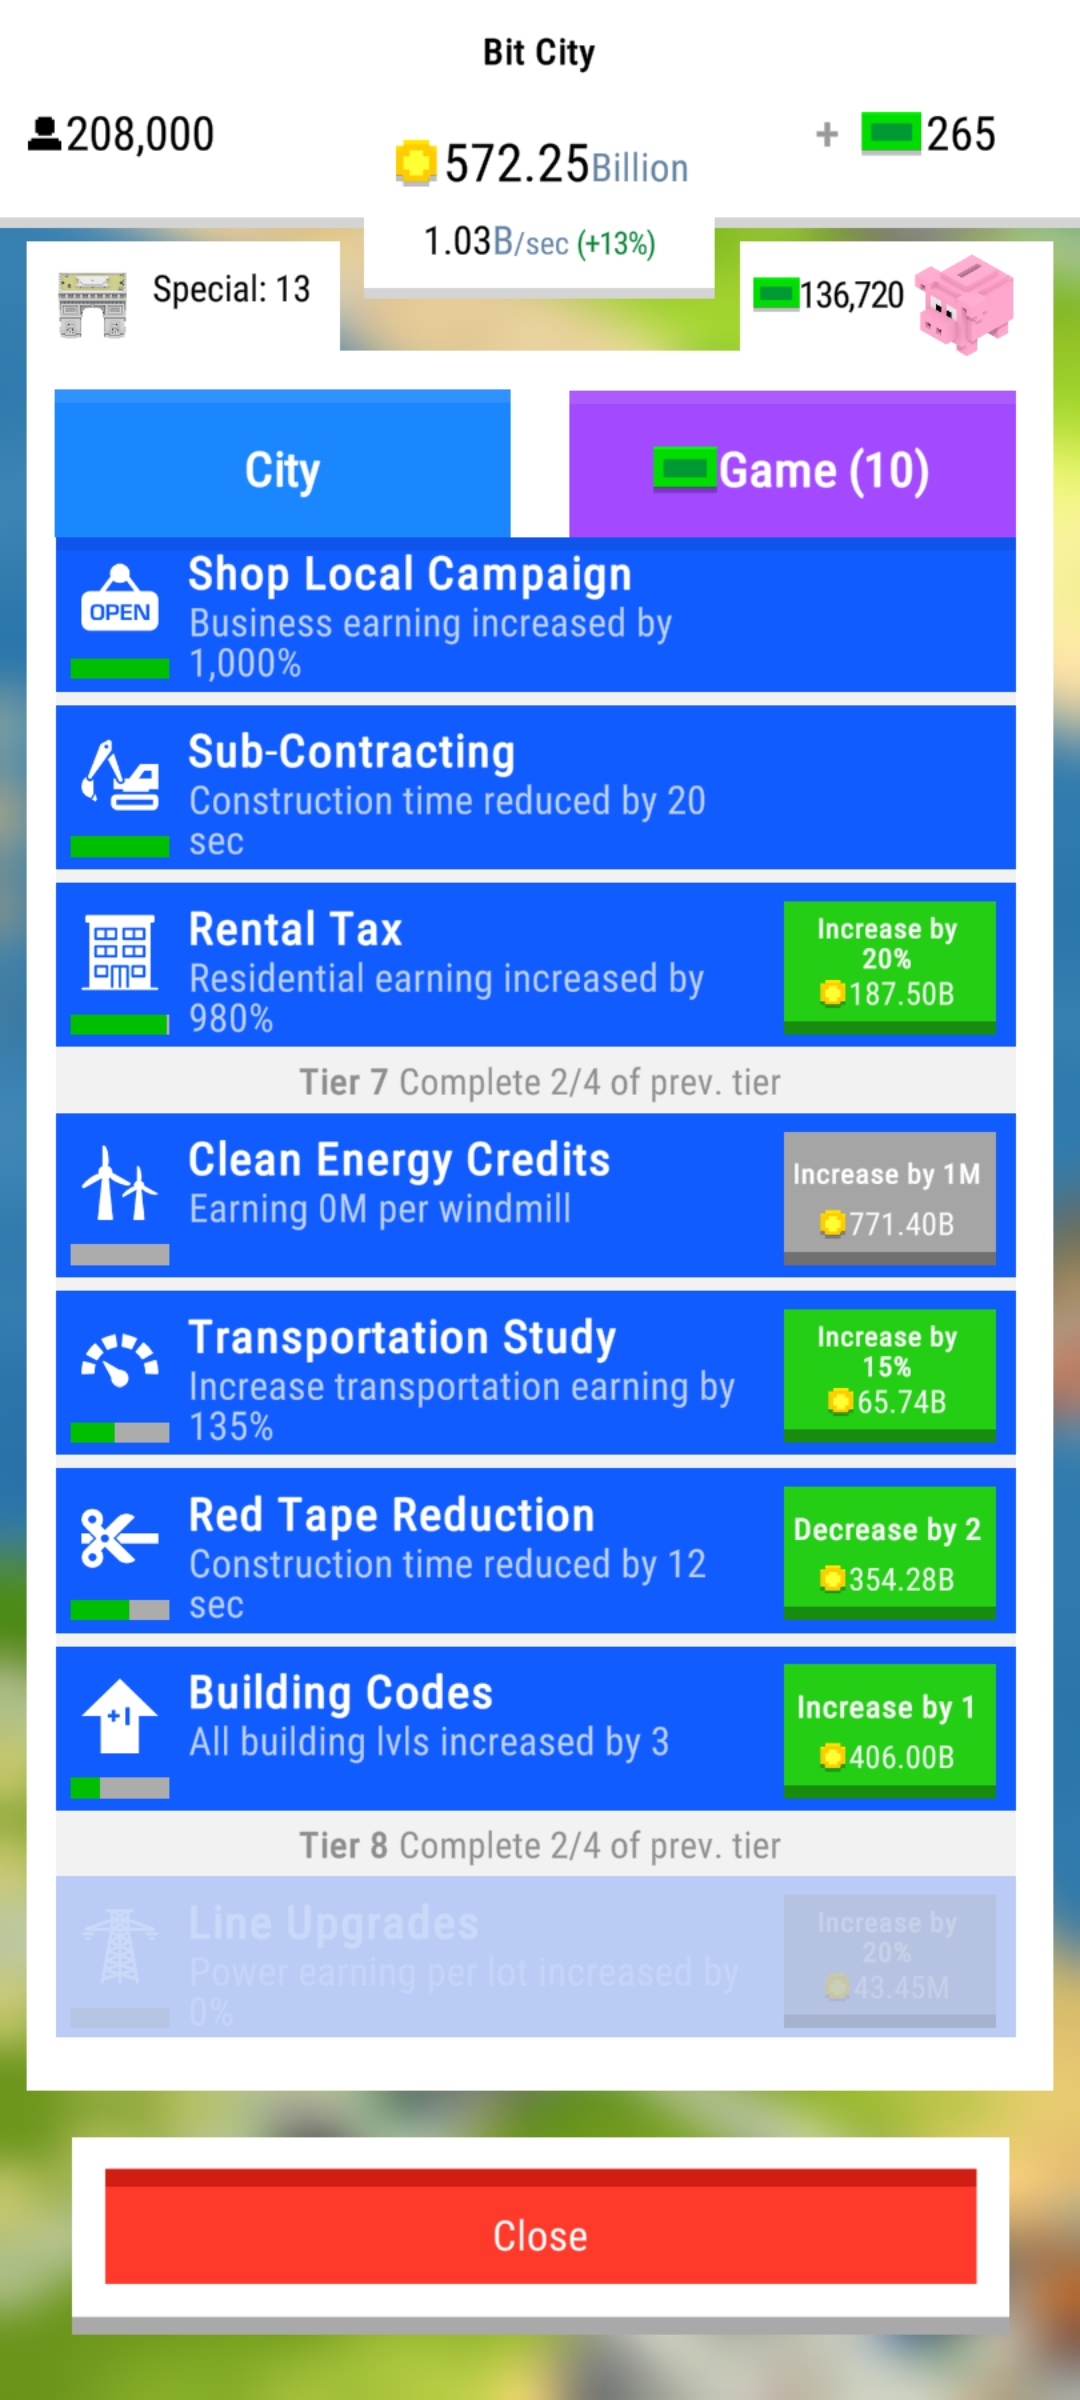 Bit City
208,000
572.25Billion
+ 265
1.03B/sec (+13%)
Special: 13
136,720
City
Game (10)
OPEN
Shop Local Campaign
Business earning increased by
1,000%
Sub-Contracting
Construction time reduced by 20
sec
Rental Tax
Residential earning increased by
980%
Increase by
20%
187.50B
Tier 7 Complete 2/4 of prev. tier
Clean Energy Credits
Earning 0M per windmill
Increase by 1M
771.40B
Transportation Study
Increase transportation earning by
135%
Increase by
15%
65.74B
Red Tape Reduction
Construction time reduced by 12
sec
Decrease by 2
354.28B
+1
Building Codes
All building lvls increased by 3
Increase by 1
406.00B
Tier 8 Complete 2/4 of prev. tier
Line Upgrades
Power earning per lot increased by
0%
Increase by
20%
43.45M
Close